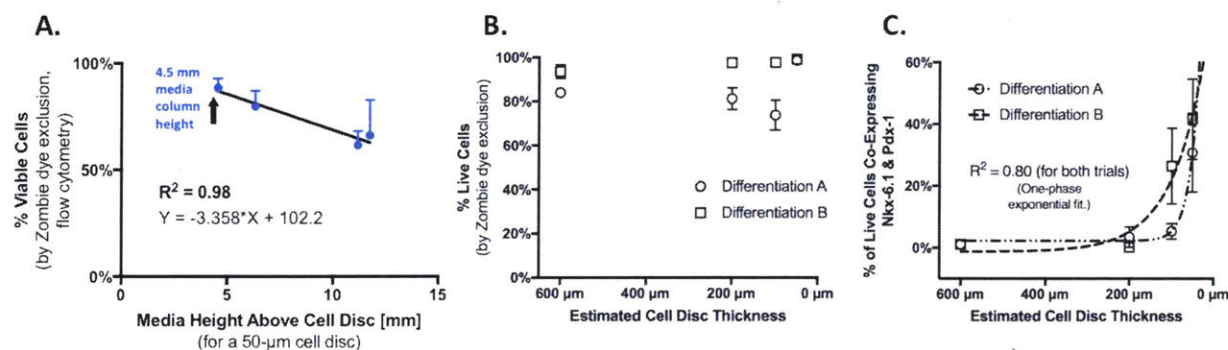 A.
% Viable Cells
(by Zombie dye exclusion,
flow cytometry)
100%
50%
0%
4.5 mm
media
column
height
R² = 0.98
Y = -3.358*X + 102.2
0
5
10
15
Media Height Above Cell Disc [mm]
(for a 50-µm cell disc)
B.
% Live Cells
(by Zombie dye exclusion)
100%
80%
60%
40%
20%
0%
Differentiation A
Differentiation B
600 µm
400 µm
200 µm
0 µm
Estimated Cell Disc Thickness
C.
% of Live Cells Co-Expressing
Nkx-6.1 & Pdx-1
60%
40%
20%
0%
Differentiation A
Differentiation B
R² = 0.80 (for both trials)
(One-phase
exponential fit.)
600 µm
400 µm
200 µm
0 µm
Estimated Cell Disc Thickness